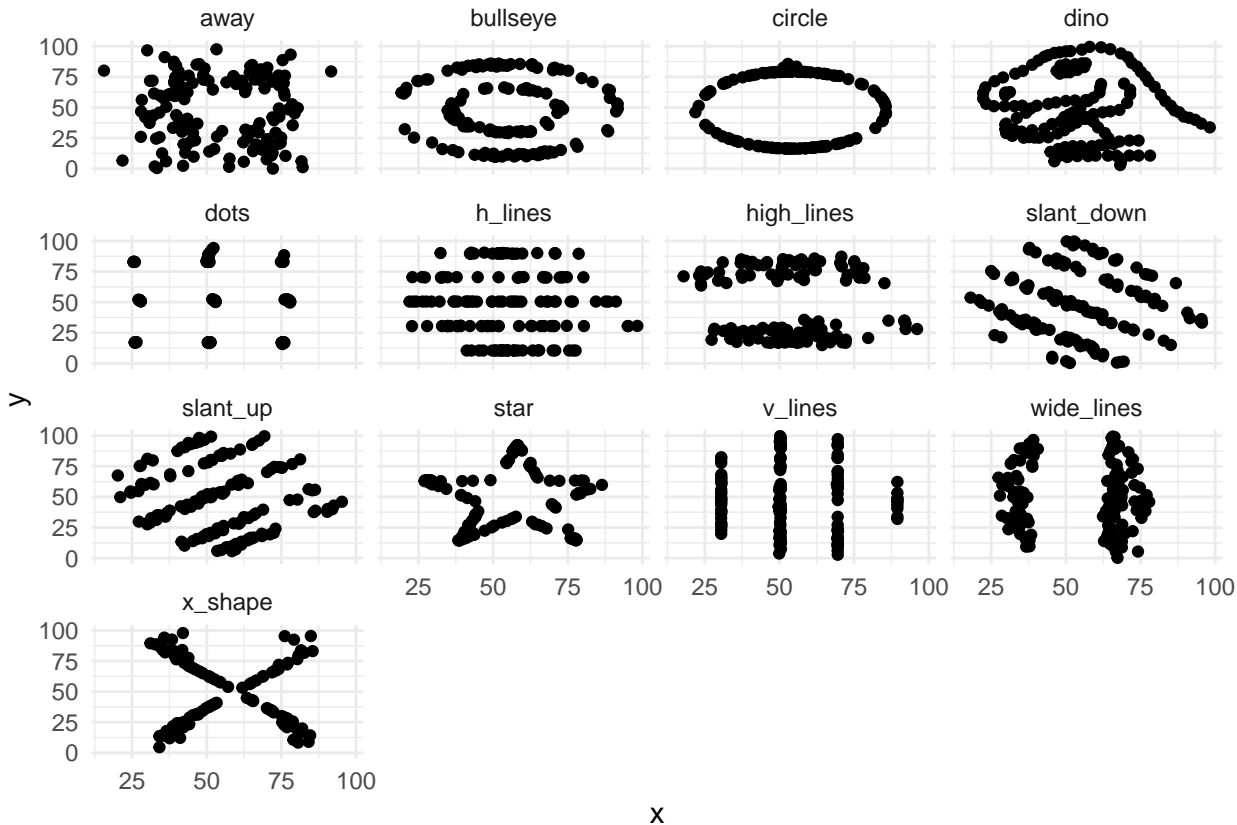 away bullseye circle dino
100
75
50
25
0
dots h_lines high_lines slant_down
100
75
50
25
0
y
slant_up star v_lines wide_lines
100
75
50
25
0
25 50 75 100 25 50 75 100 25 50 75 100
x_shape
100
75
50
25
0
25 50 75 100
x